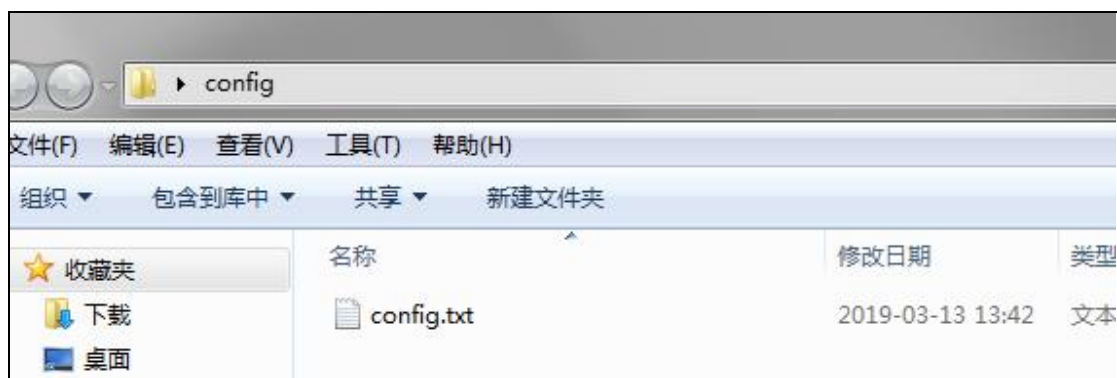 config
文件(F) 编辑(E) 查看(V) 工具(T) 帮助(H)
组织 包含到库中 共享 新建文件夹
收藏夹 名称 修改日期 类型
下载 config.txt 2019-03-13 13:42 文本
桌面